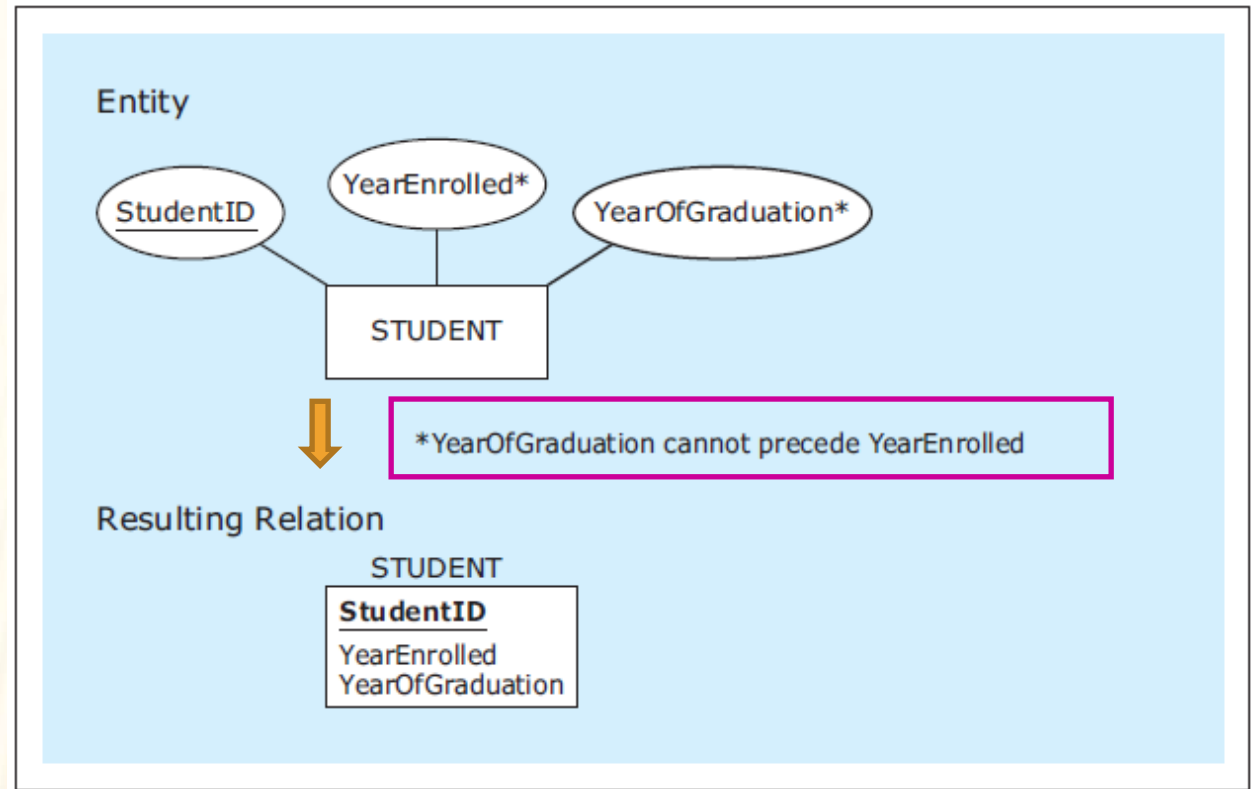 Entity
StudentID
YearEnrolled*
YearOfGraduation*
STUDENT
*YearOfGraduation cannot precede YearEnrolled
Resulting Relation
STUDENT
StudentID
YearEnrolled
YearOfGraduation